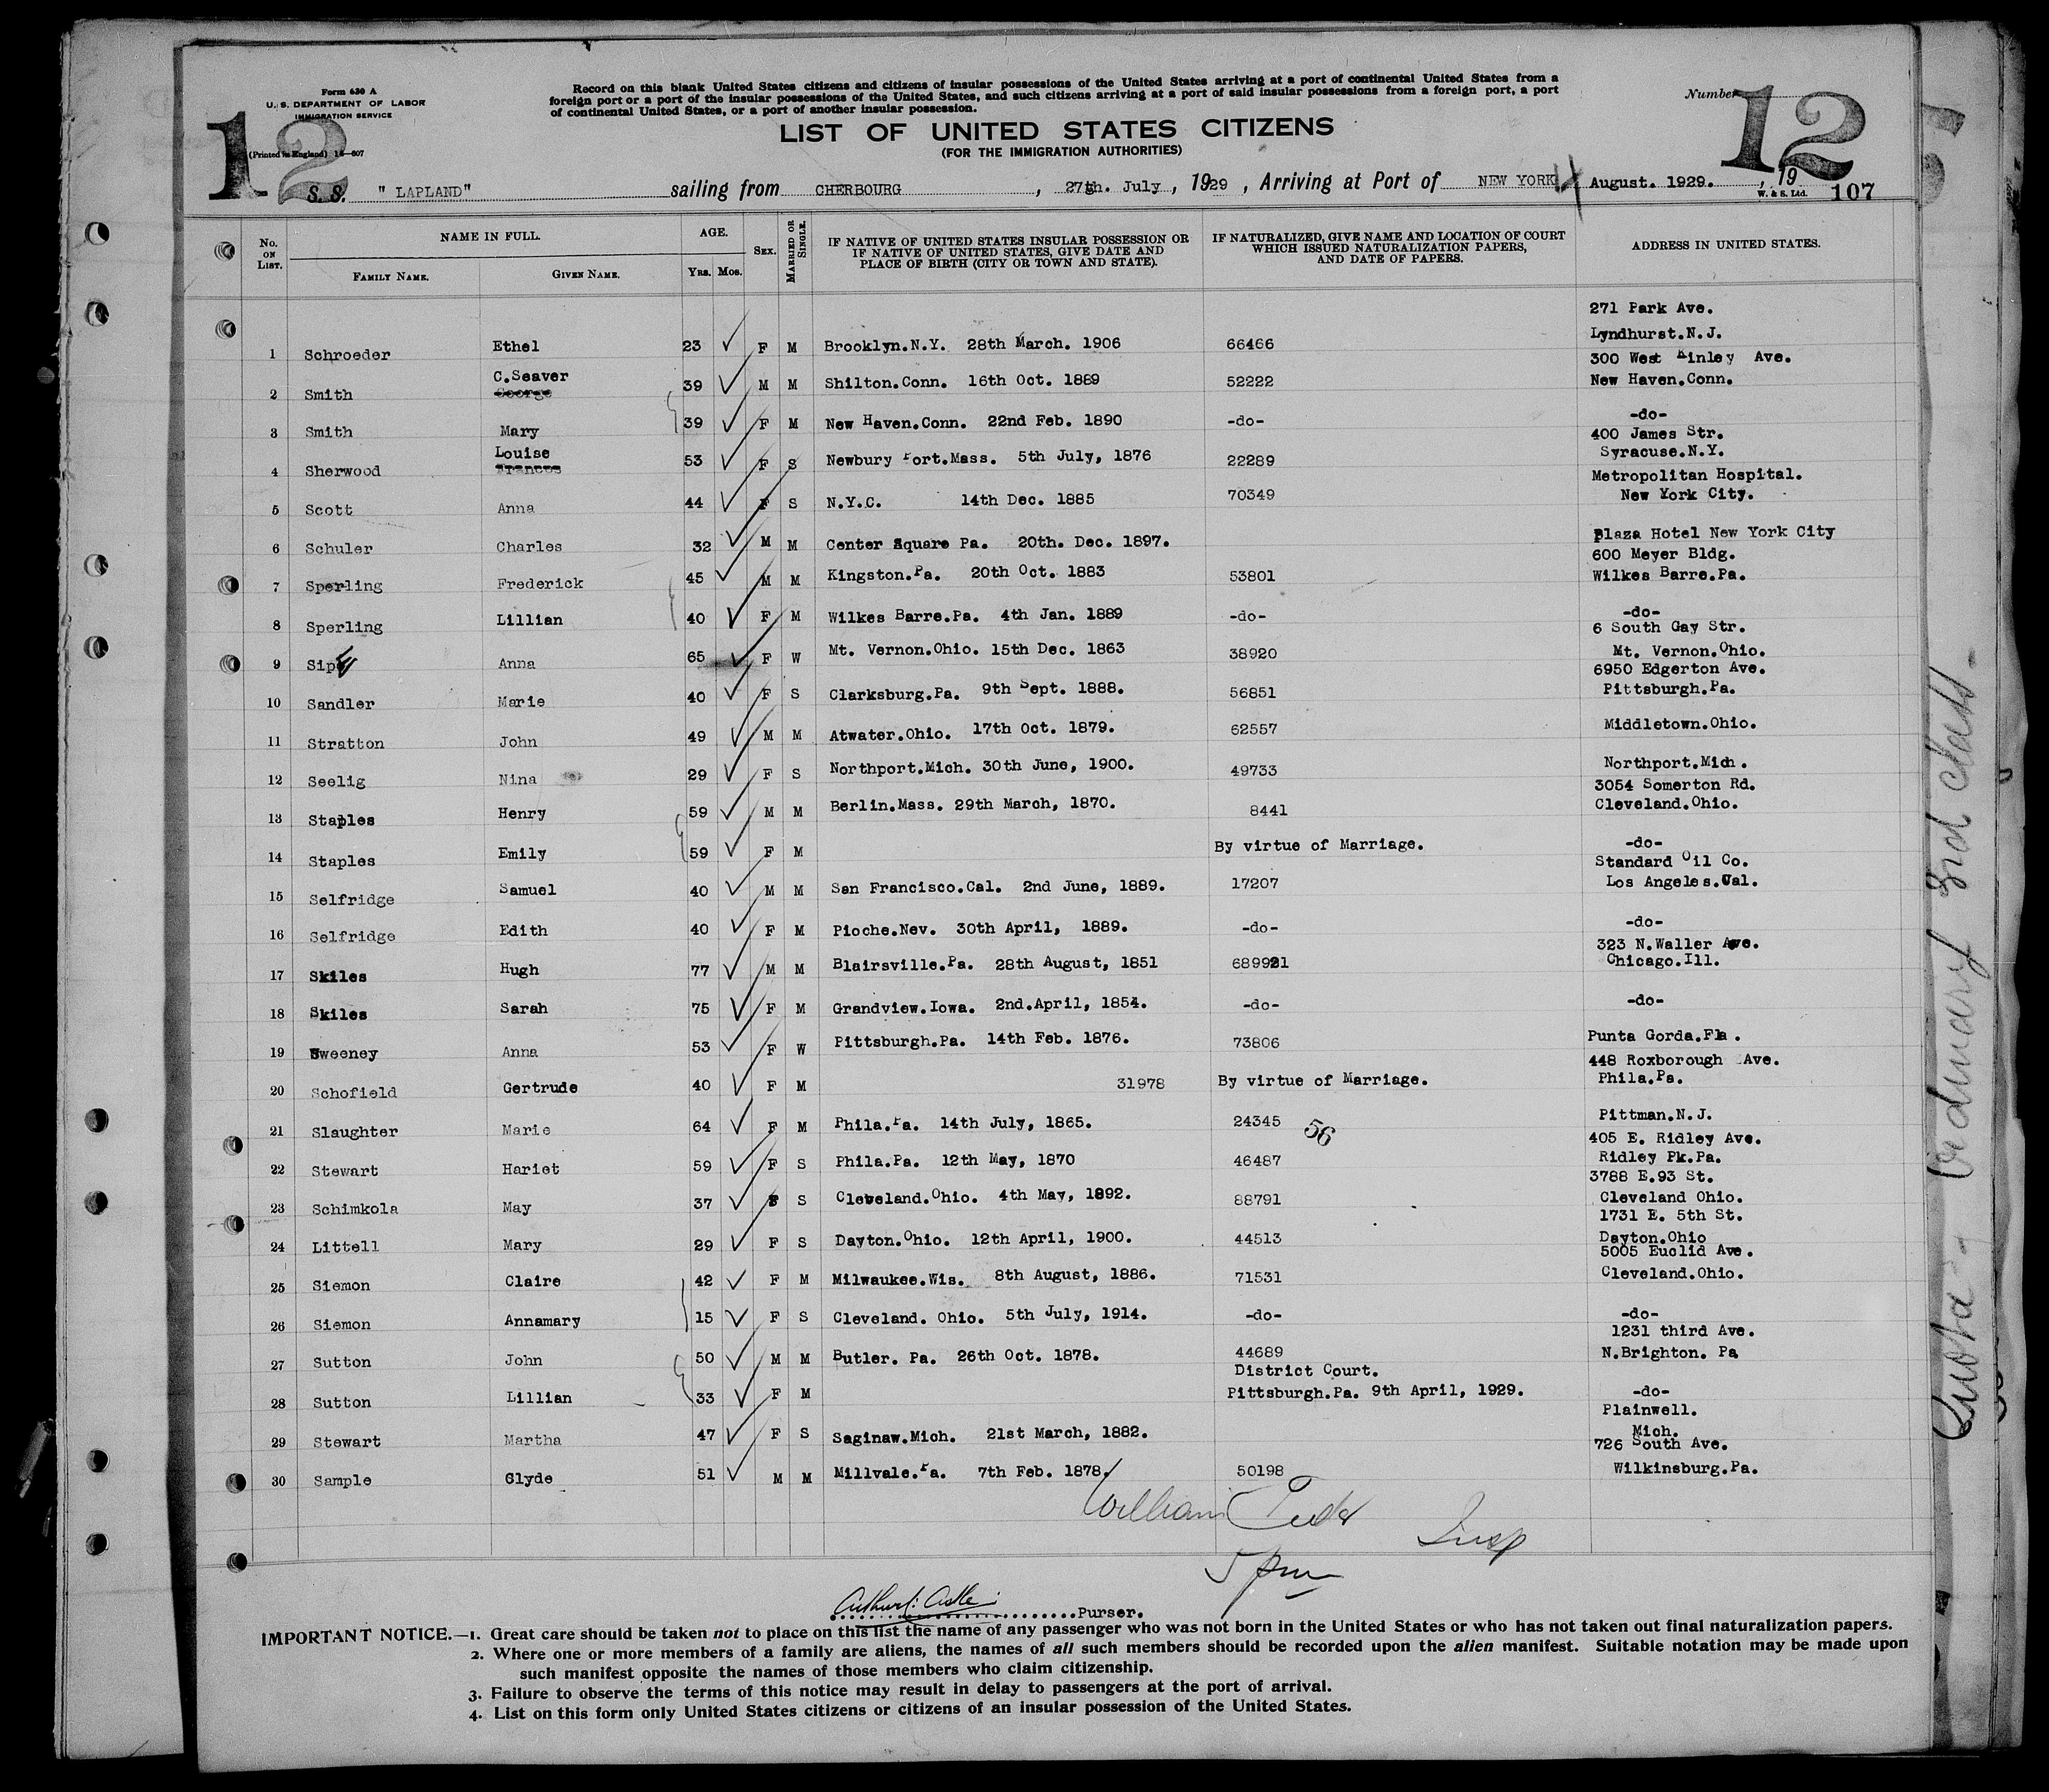 Form 630 A
U. S. DEPARTMENT OF LABOR
IMMIGRATION SERVICE
(Printed in England) 14—607
12
Record on this blank United States citizens and citizens of insular possessions of the United States arriving at a port of continental United States from a
foreign port or a port of the insular possessions of the United States, and such citizens arriving at a port of said insular possessions from a foreign port, a port
of continental United States, or a port of another insular possession.
Number
12
LIST OF UNITED STATES CITIZENS
(FOR THE IMMIGRATION AUTHORITIES)
S. S. "LAPLAND" sailing from CHERBOURG, 27th. July, 1929, Arriving at Port of NEW YORK August. 1929., 19
W. & S. Ltd. 107
No. ON LIST. NAME IN FULL. FAMILY NAME. GIVEN NAME. AGE. YRS. MOS. SEX. MARRIED OR SINGLE. IF NATIVE OF UNITED STATES INSULAR POSSESSION OR IF NATIVE OF UNITED STATES, GIVE DATE AND PLACE OF BIRTH (CITY OR TOWN AND STATE). IF NATURALIZED, GIVE NAME AND LOCATION OF COURT WHICH ISSUED NATURALIZATION PAPERS, AND DATE OF PAPERS. ADDRESS IN UNITED STATES.
271 Park Ave.
1 Schroeder Ethel 23 F M Brooklyn.N.Y. 28th March. 1906 66466 Lyndhurst.N.J.
300 West Kinley Ave.
2 Smith C.Seaver George 39 M M Shilton.Conn. 16th Oct. 1889 52222 New Haven.Conn.
3 Smith Mary 39 F M New Haven.Conn. 22nd Feb. 1890 -do- -do-
400 James Str.
4 Sherwood Louise Frances 53 F S Newbury Port.Mass. 5th July, 1876 22289 Syracuse.N.Y.
Metropolitan Hospital.
5 Scott Anna 44 F S N.Y.C. 14th Dec. 1885 70349 New York City.
6 Schuler Charles 32 M M Center Square Pa. 20th. Dec. 1897. Plaza Hotel New York City
600 Meyer Bldg.
7 Sperling Frederick 45 M M Kingston.Pa. 20th Oct. 1883 53801 Wilkes Barre.Pa.
8 Sperling Lillian 40 F M Wilkes Barre.Pa. 4th Jan. 1889 -do- -do-
6 South Gay Str.
9 Sipe Anna 65 F W Mt. Vernon.Ohio. 15th Dec. 1863 38920 Mt. Vernon.Ohio.
6950 Edgerton Ave.
10 Sandler Marie 40 F S Clarksburg.Pa. 9th Sept. 1888. 56851 Pittsburgh.Pa.
11 Stratton John 49 M M Atwater.Ohio. 17th Oct. 1879. 62557 Middletown.Ohio.
12 Seelig Nina 29 F S Northport.Mich. 30th June, 1900. 49733 Northport.Mich.
3054 Somerton Rd.
13 Staples Henry 59 M M Berlin.Mass. 29th March, 1870. 8441 Cleveland.Ohio.
14 Staples Emily 59 F M By virtue of Marriage. -do-
Standard Oil Co.
15 Selfridge Samuel 40 M M San Francisco.Cal. 2nd June, 1889. 17207 Los Angeles.Cal.
16 Selfridge Edith 40 F M Pioche.Nev. 30th April, 1889. -do- -do-
323 N.Waller Ave.
17 Skiles Hugh 77 M M Blairsville.Pa. 28th August, 1851 689921 Chicago.Ill.
18 Skiles Sarah 75 F M Grandview.Iowa. 2nd.April, 1854. -do- -do-
19 Sweeney Anna 53 F W Pittsburgh.Pa. 14th Feb. 1876. 73806 Punta Gorda.Fla.
448 Roxborough Ave.
20 Schofield Gertrude 40 F M 31978 By virtue of Marriage. Phila.Pa.
21 Slaughter Marie 64 F M Phila.Pa. 14th July, 1865. 24345 56 Pittman.N.J.
405 E. Ridley Ave.
22 Stewart Hariet 59 F S Phila.Pa. 12th May, 1870 46487 Ridley Pk.Pa.
3788 E.93 St.
23 Schimkola May 37 F S Cleveland.Ohio. 4th May, 1892. 88791 Cleveland Ohio.
1731 E. 5th St.
24 Littell Mary 29 F S Dayton.Ohio. 12th April, 1900. 44513 Dayton.Ohio
5005 Euclid Ave.
25 Siemon Claire 42 F M Milwaukee.Wis. 8th August, 1886. 71531 Cleveland.Ohio.
26 Siemon Annamary 15 F S Cleveland. Ohio. 5th July, 1914. -do- -do-
1231 third Ave.
27 Sutton John 50 M M Butler. Pa. 26th Oct. 1878. 44689 N.Brighton. Pa
District Court.
28 Sutton Lillian 33 F M Pittsburgh.Pa. 9th April, 1929. -do-
Plainwell.
29 Stewart Martha 47 F S Saginaw.Mich. 21st March, 1882. Mich.
726 South Ave.
30 Sample Clyde 51 M M Millvale.Pa. 7th Feb. 1878. 50198 Wilkinsburg.Pa.
William Insp
5 pm
Purser.
IMPORTANT NOTICE.—1. Great care should be taken not to place on this list the name of any passenger who was not born in the United States or who has not taken out final naturalization papers.
2. Where one or more members of a family are aliens, the names of all such members should be recorded upon the alien manifest. Suitable notation may be made upon
such manifest opposite the names of those members who claim citizenship.
3. Failure to observe the terms of this notice may result in delay to passengers at the port of arrival.
4. List on this form only United States citizens or citizens of an insular possession of the United States.
3rd class